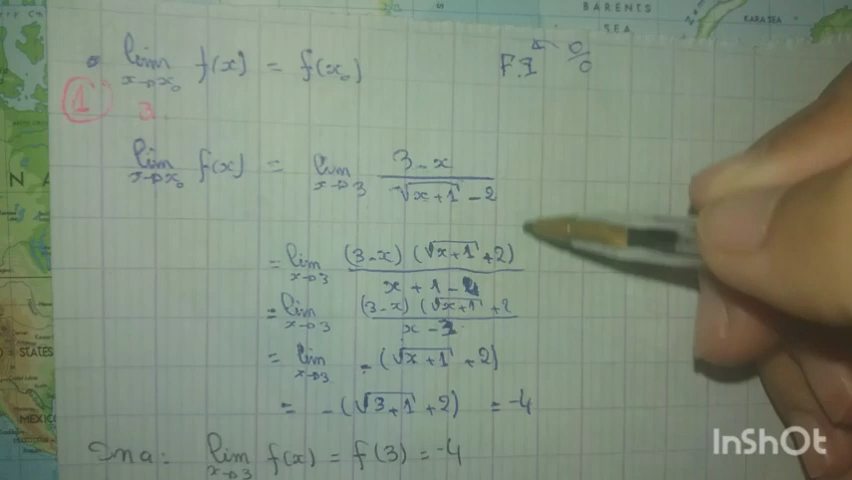 BARENTS
SEA
KARA SEA
lim x→x₀ f(x) = f(x₀) F.I 0/0
1 3
lim x→x₀ f(x) = lim x→3 (3-x)/(√(x+1) - 2)
= lim x→3 (3-x)(√(x+1) + 2)/(x+1-4)
= lim x→3 (3-x)(√(x+1) + 2/(x-3)
= lim x→3 -(√(x+1) + 2)
= -(√(3+1) + 2) = -4
Ona: lim x→3 f(x) = f(3) = -4
N
STATES
MEXIC
InShOt